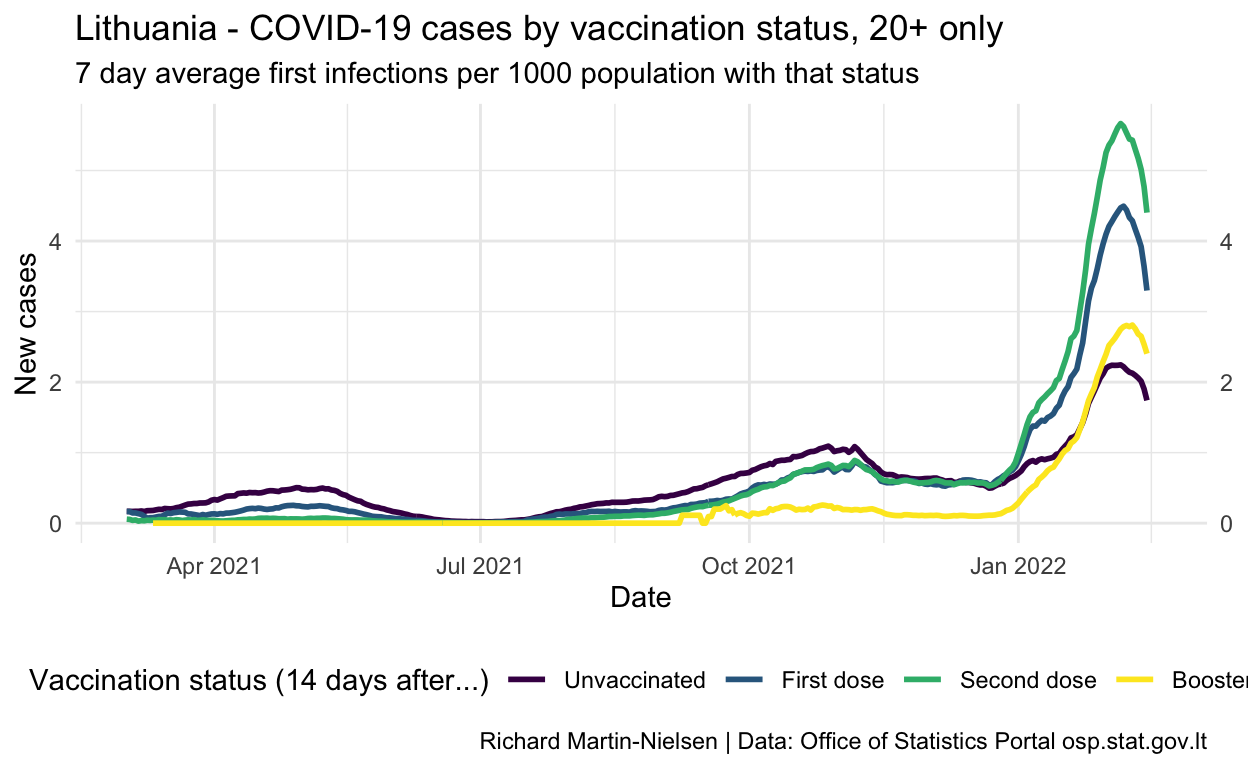 Lithuania - COVID-19 cases by vaccination status, 20+ only
7 day average first infections per 1000 population with that status
New cases
4
2
0
4
2
0
Apr 2021 Jul 2021 Oct 2021 Jan 2022
Date
Vaccination status (14 days after...) Unvaccinated First dose Second dose Booster
Richard Martin-Nielsen | Data: Office of Statistics Portal osp.stat.gov.lt